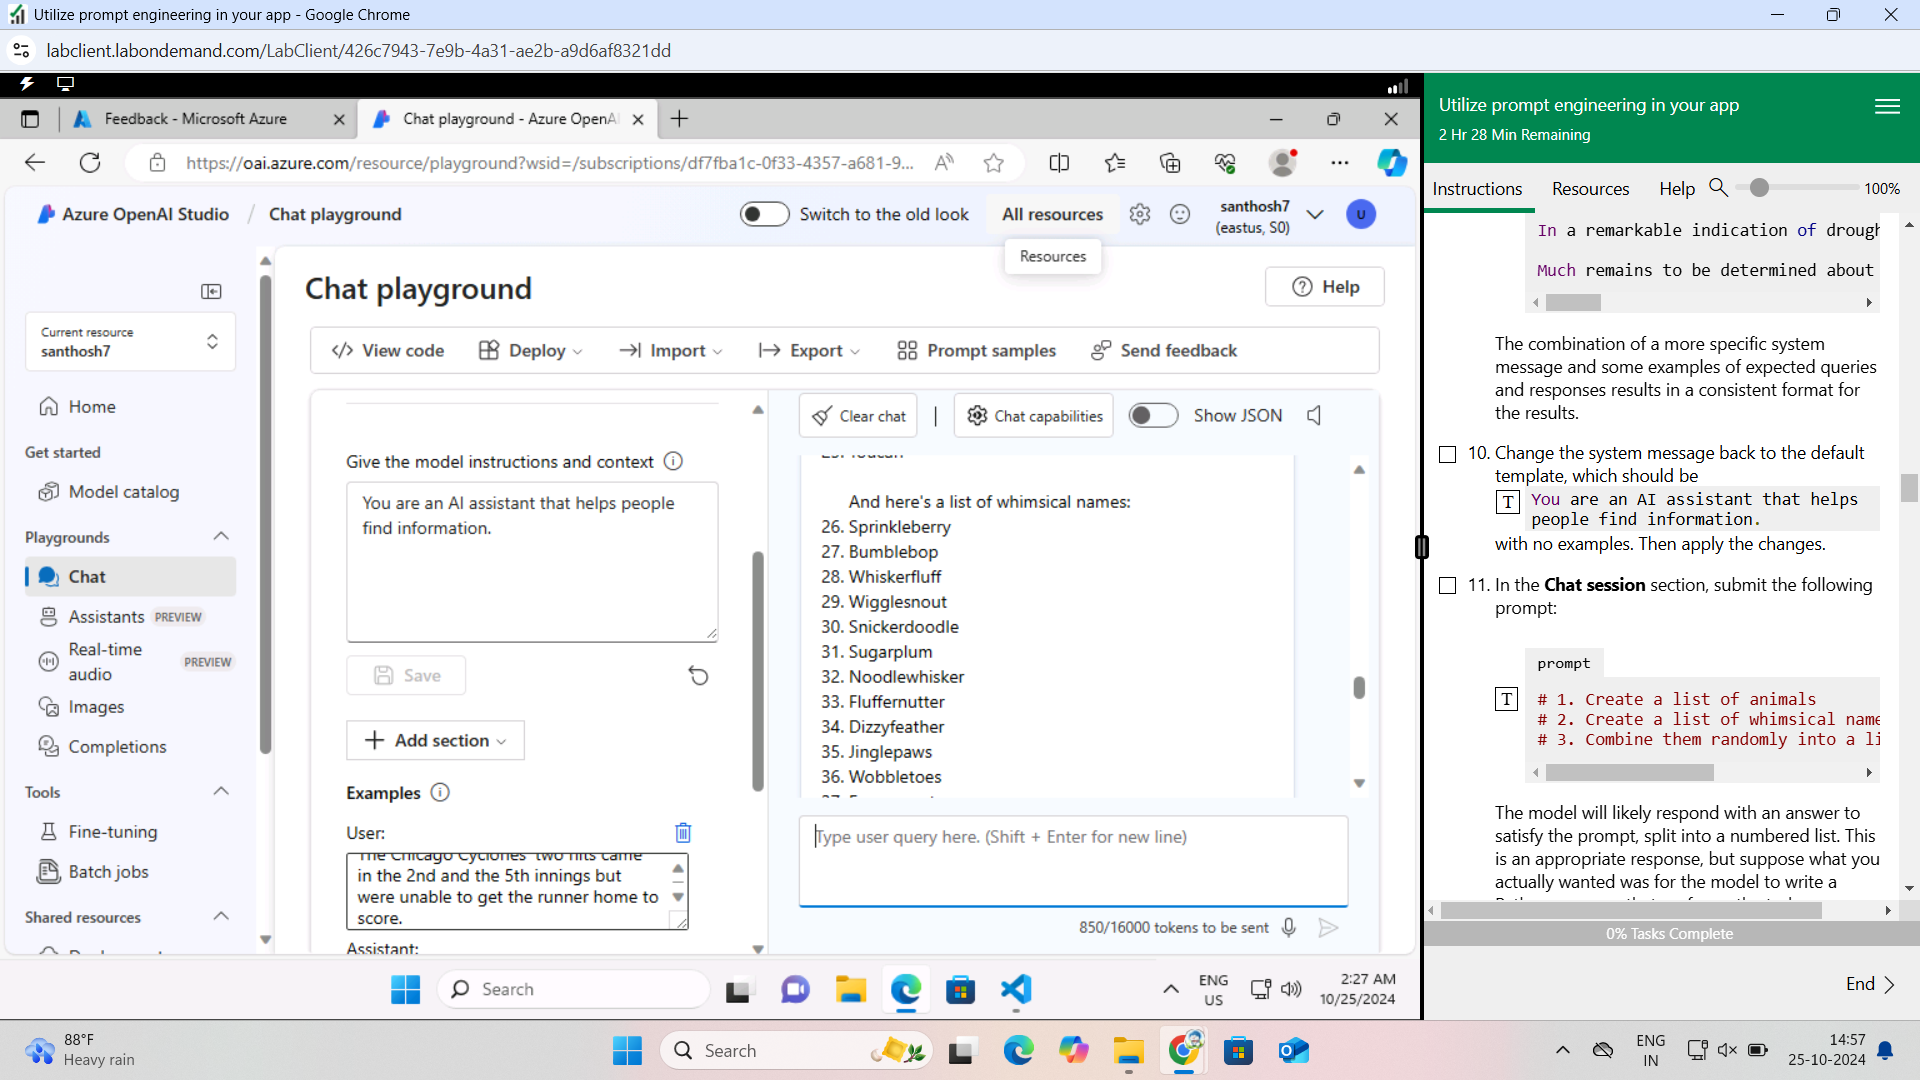 Utilize prompt engineering in your app - Google Chrome
labclient.labondemand.com/LabClient/426c7943-7e9b-4a31-ae2b-a9d6af8321dd
Feedback - Microsoft Azure
Chat playground - Azure OpenAI
https://oai.azure.com/resource/playground?wsid=/subscriptions/df7fba1c-0f33-4357-a681-9...
Azure OpenAI Studio / Chat playground
Switch to the old look
All resources
santhosh7
(eastus, S0)
U
Resources
Current resource
santhosh7
Home
Get started
Model catalog
Playgrounds
Chat
Assistants PREVIEW
Real-time audio PREVIEW
Images
Completions
Tools
Fine-tuning
Batch jobs
Shared resources
Chat playground
Help
View code
Deploy
Import
Export
Prompt samples
Send feedback
Give the model instructions and context
You are an AI assistant that helps people
find information.
Save
Add section
Examples
User:
The Chicago Cyclones' two hits came
in the 2nd and the 5th innings but
were unable to get the runner home to
score.
Assistant:
Clear chat
Chat capabilities
Show JSON
25. Toucan
And here's a list of whimsical names:
26. Sprinkleberry
27. Bumblebop
28. Whiskerfluff
29. Wigglesnout
30. Snickerdoodle
31. Sugarplum
32. Noodlewhisker
33. Fluffernutter
34. Dizzyfeather
35. Jinglepaws
36. Wobbletoes
Type user query here. (Shift + Enter for new line)
850/16000 tokens to be sent
Search
ENG
US
2:27 AM
10/25/2024
Utilize prompt engineering in your app
2 Hr 28 Min Remaining
Instructions
Resources
Help
100%
In a remarkable indication of drough
Much remains to be determined about
The combination of a more specific system
message and some examples of expected queries
and responses results in a consistent format for
the results.
10. Change the system message back to the default
template, which should be
T You are an AI assistant that helps
people find information.
with no examples. Then apply the changes.
11. In the Chat session section, submit the following
prompt:
prompt
T # 1. Create a list of animals
# 2. Create a list of whimsical name
# 3. Combine them randomly into a li
The model will likely respond with an answer to
satisfy the prompt, split into a numbered list. This
is an appropriate response, but suppose what you
actually wanted was for the model to write a
0% Tasks Complete
End
88°F
Heavy rain
Search
ENG
IN
14:57
25-10-2024